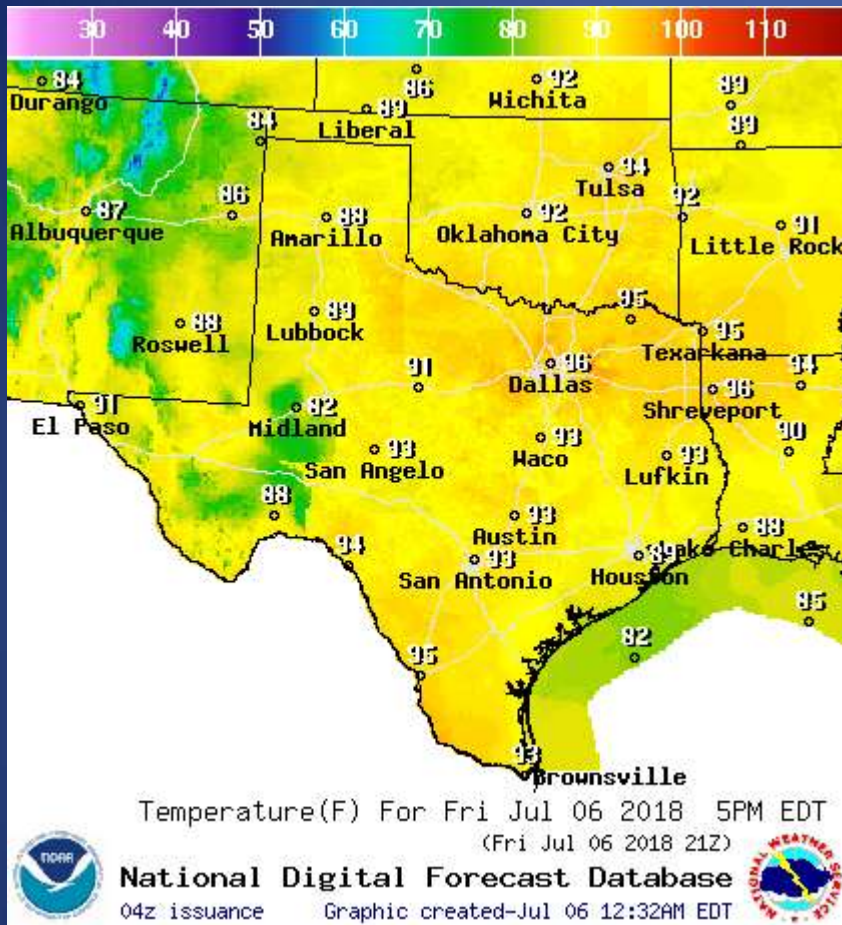 30 40 50 60 70 80 90 100 110
84
Durango
86
92
Wichita
89
89
Liberal
84
89
94
Tulsa
87
Albuquerque
86
88
Amarillo
92
Oklahoma City
92
91
Little Rock
88
Roswell
89
Lubbock
95
95
Texarkana
96
Dallas
91
96
Shreveport
94
91
El Paso
82
Midland
93
San Angelo
93
Waco
93
Lufkin
90
88
93
Austin
88
Lake Charles
94
93
San Antonio
89
Houston
85
82
95
93
Brownsville
Temperature(F) For Fri Jul 06 2018 5PM EDT
(Fri Jul 06 2018 21Z)
noaa
National Digital Forecast Database
04z issuance Graphic created-Jul 06 12:32AM EDT
NATIONAL WEATHER SERVICE